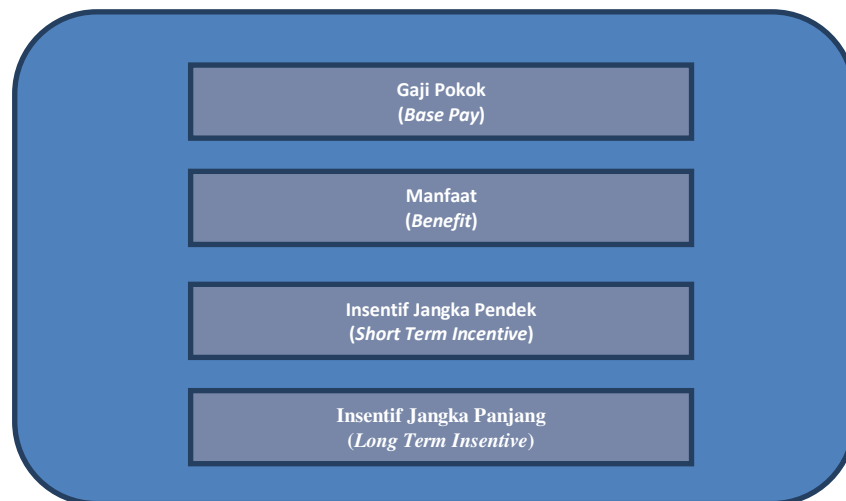 Gaji Pokok
(Base Pay)
Manfaat
(Benefit)
Insentif Jangka Pendek
(Short Term Incentive)
Insentif Jangka Panjang
(Long Term Insentive)